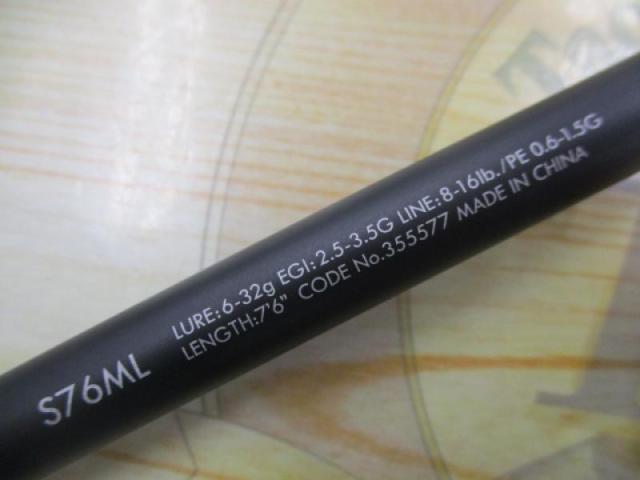 S76ML
LURE: 6-32g EGI: 2.5-3.5G LINE: 8-16lb./PE 0.6-1.5G
LENGTH:7'6" CODE No.355577 MADE IN CHINA